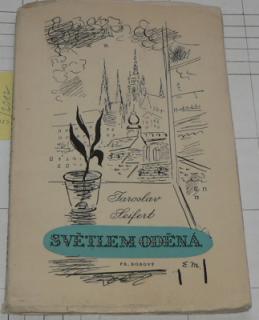 Jaroslav
Seifert
SVĚTLEM ODĚNÁ
FR. BOROVÝ